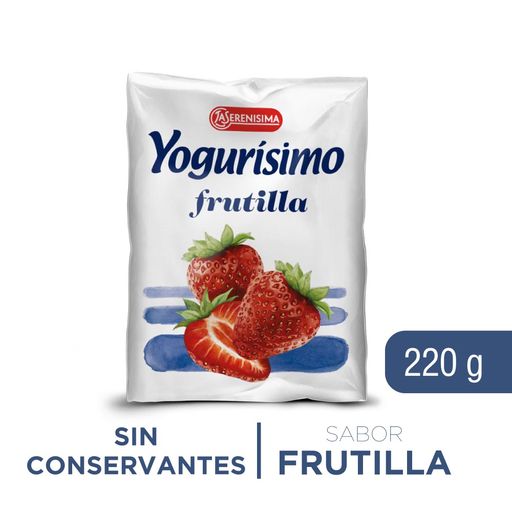 LA SERENISIMA
Yogurísimo
frutilla
220 g
SIN
CONSERVANTES
SABOR
FRUTILLA